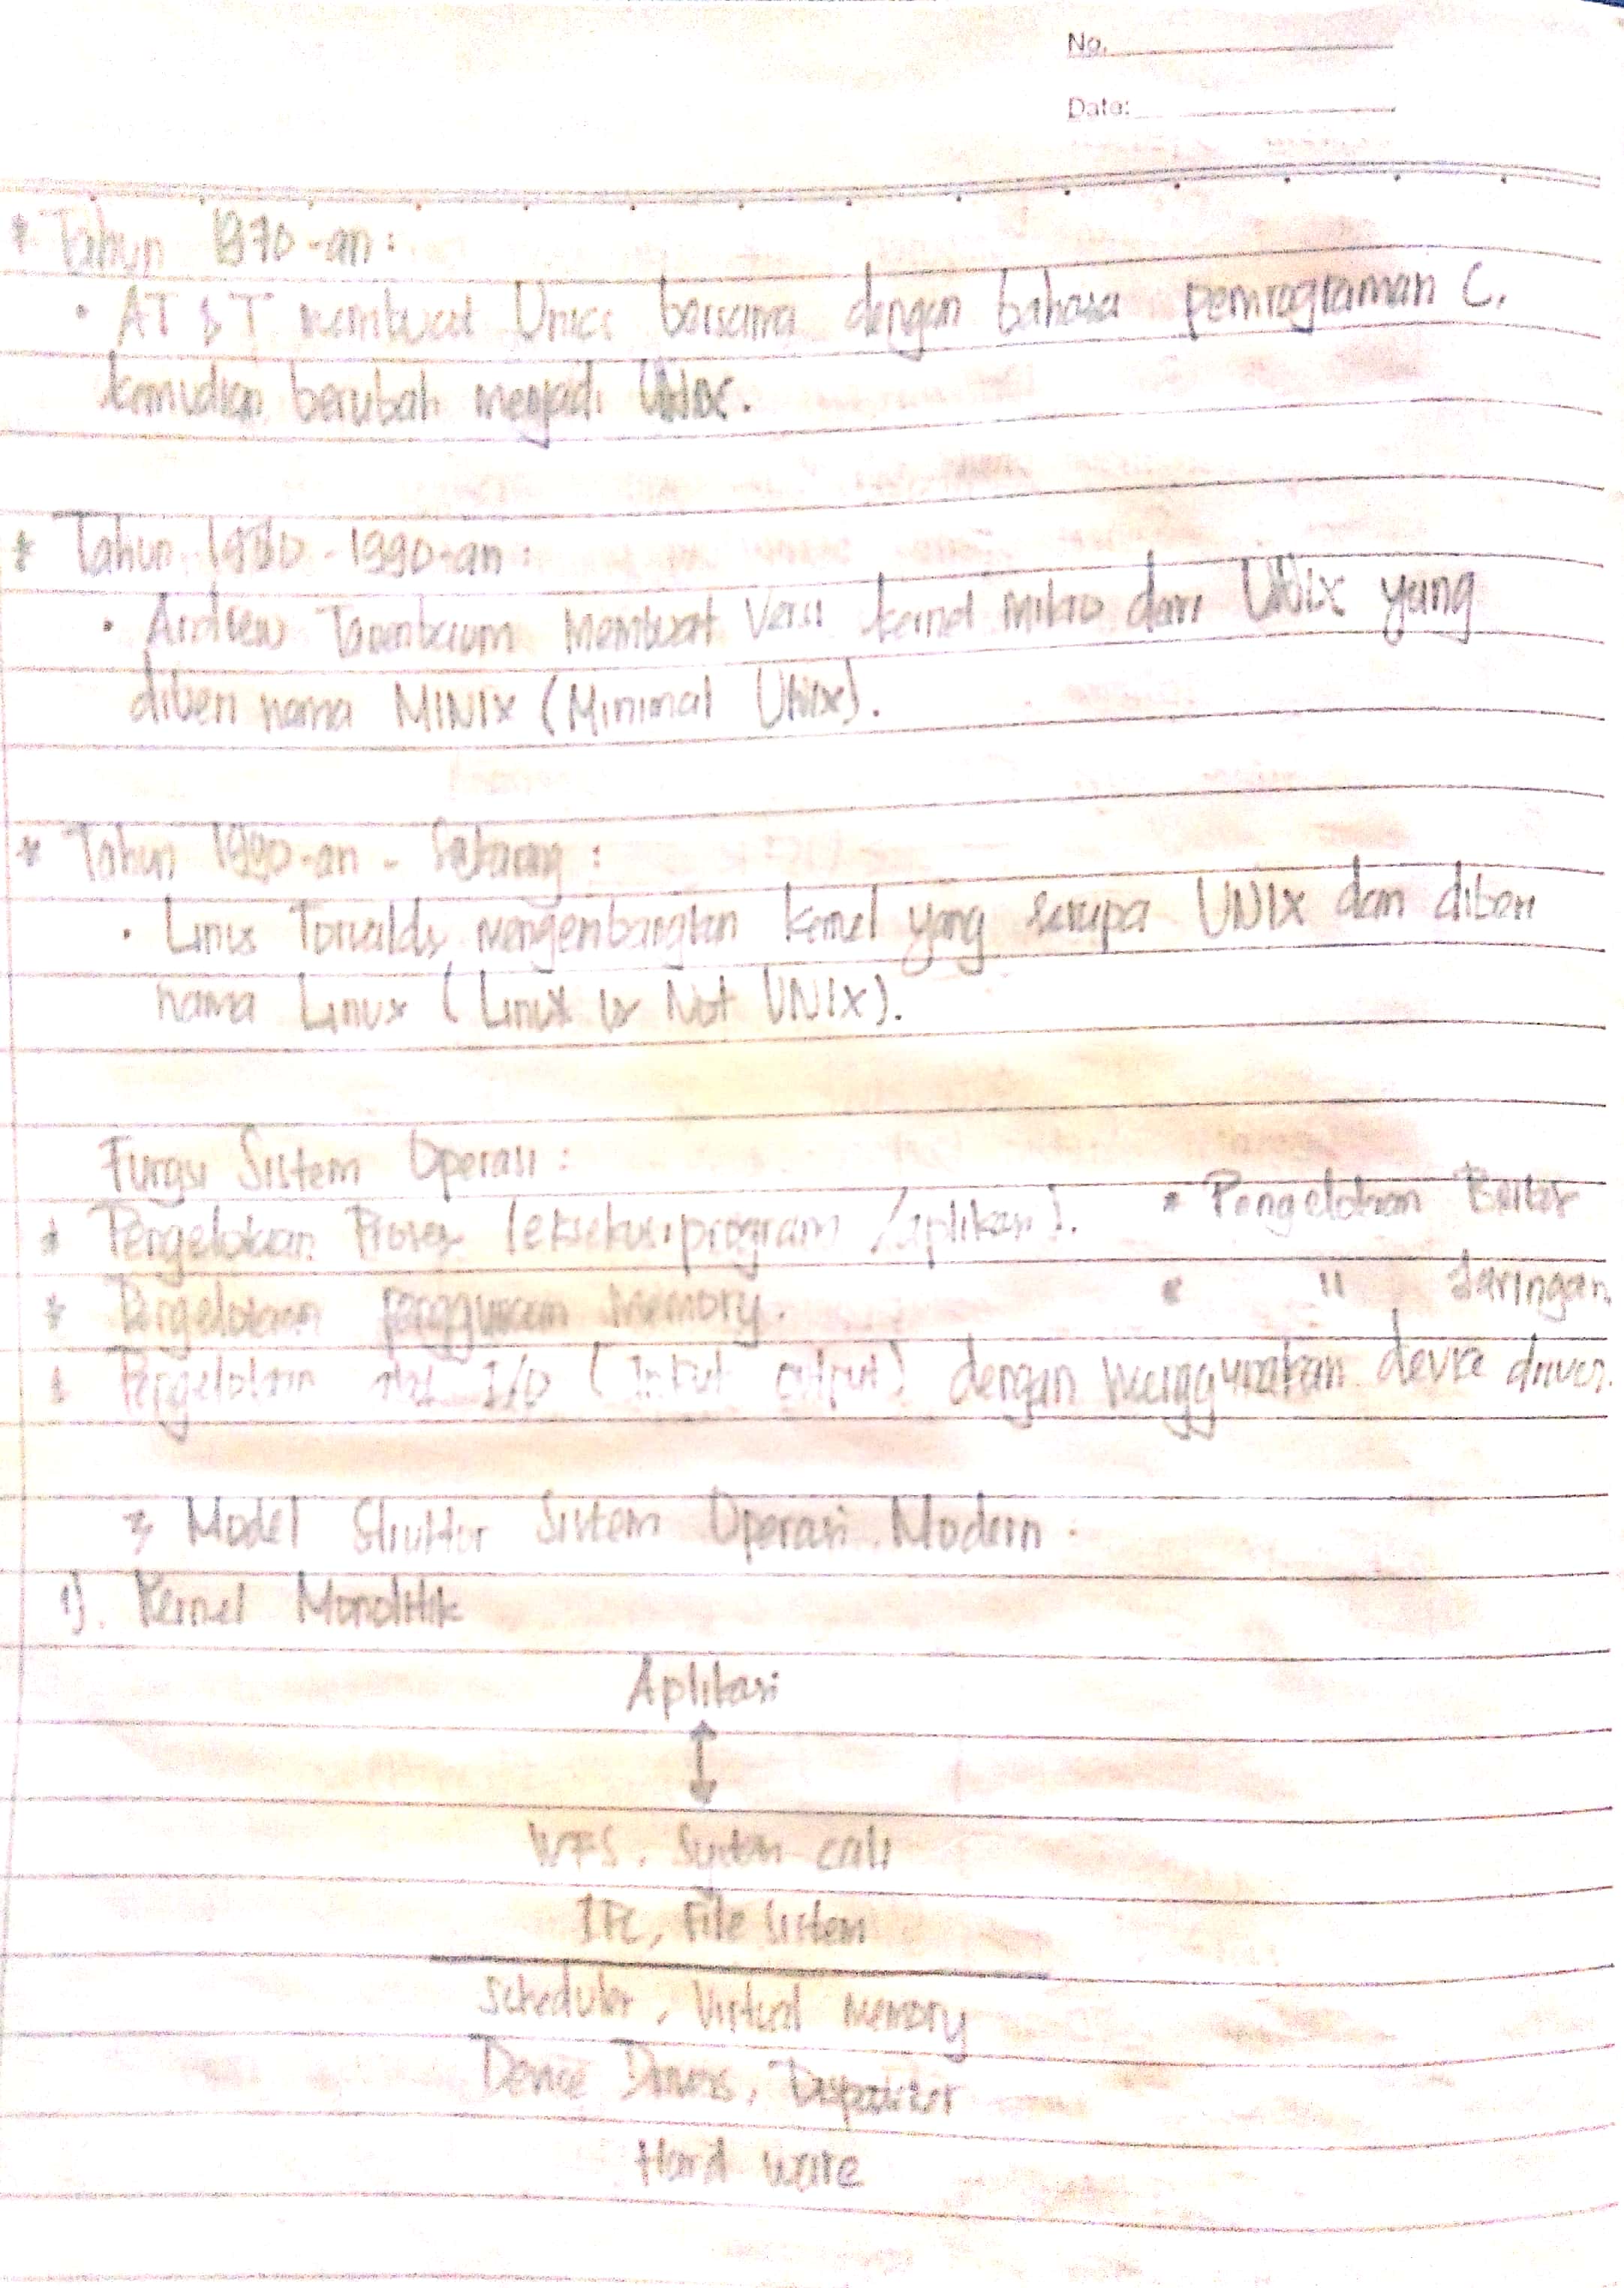 No.
Date:
* Tahun 1970-an:
• AT & T membuat Unics bersama dengan bahasa pemrograman C,
kemudian berubah menjadi UNIX.
* Tahun 1980-1990-an:
• Andrew Tanenbaum membuat versi kernel mikro dari UNIX yang
diberi nama MINIX (Minimal UNIX).
* Tahun 1990-an - Sekarang:
• Linus Torvalds mengembangkan kernel yang serupa UNIX dan diberi
nama Linux (Linux is Not UNIX).
Fungsi Sistem Operasi:
* Pengelolaan Proses (eksekusi program / aplikasi). * Pengelolaan Berkas
* Pengelolaan penggunaan Memory. * " Jaringan.
* Pengelolaan alat I/O (Input output) dengan menggunakan device driver.
Model Struktur Sistem Operasi Modern.
1). Kernel Monolitik
Aplikasi
VFS, System call
IPC, File Sistem
Scheduler, Virtual Memory
Device Drivers, Dispatcher
Hard ware